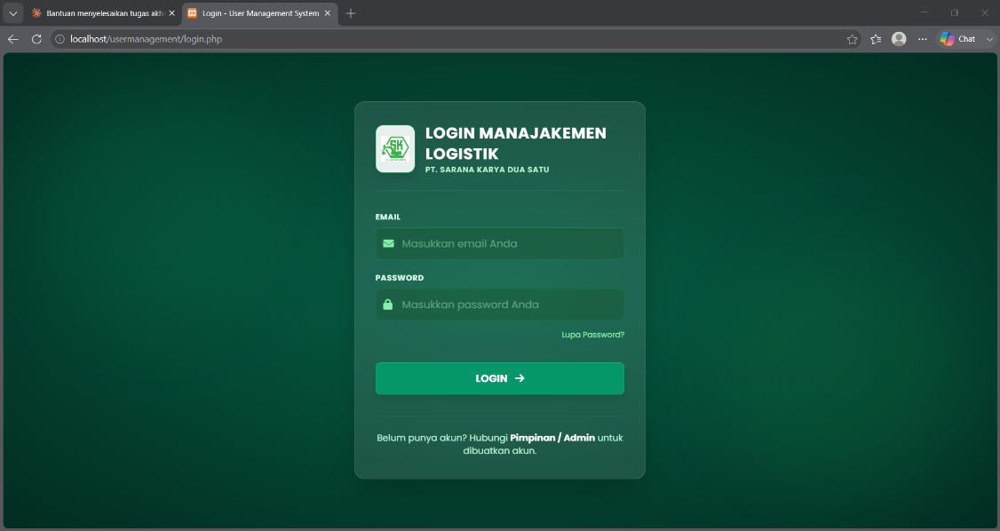 Bantuan menyelesaikan tugas akh
Login - User Management System
localhost/usermanagement/login.php
Chat
SK
LOGIN MANAJAKEMEN
LOGISTIK
PT. SARANA KARYA DUA SATU
EMAIL
Masukkan email Anda
PASSWORD
Masukkan password Anda
Lupa Password?
LOGIN
Belum punya akun? Hubungi Pimpinan / Admin untuk
dibuatkan akun.